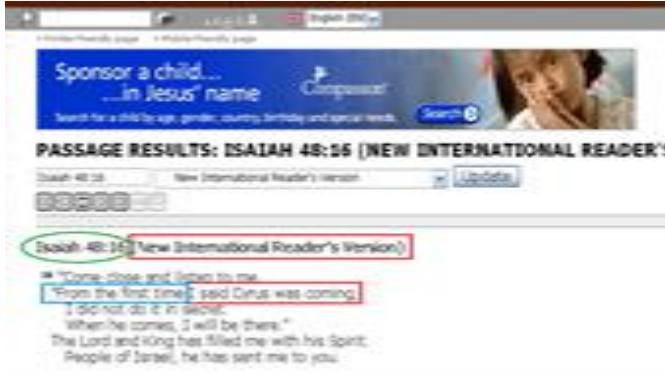 English (EN)
Printer-friendly page Mobile-friendly page
Sponsor a child...
...in Jesus' name
Compassion
Search for a child by age, gender, country, birthday and special needs.
Search
PASSAGE RESULTS: ISAIAH 48:16 (NEW INTERNATIONAL READER'S
Isaiah 48:16 New International Reader's Version Update
Isaiah 48:16 (New International Reader's Version)
16 "Come close and listen to me.
"From the first time I said Cyrus was coming,
I did not do it in secret.
When he comes, I will be there."
The Lord and King has filled me with his Spirit.
People of Israel, he has sent me to you.